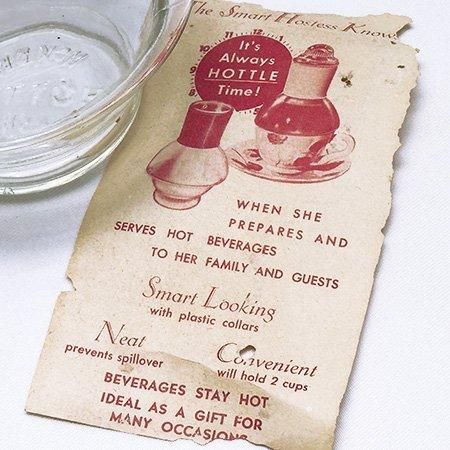 The Smart Hostess Know
It's
Always
HOTTLE
Time!
WHEN SHE
PREPARES AND
SERVES HOT BEVERAGES
TO HER FAMILY AND GUESTS
Smart Looking
with plastic collars
Neat
prevents spillover
Convenient
will hold 2 cups
BEVERAGES STAY HOT
IDEAL AS A GIFT FOR
MANY OCCASIONS